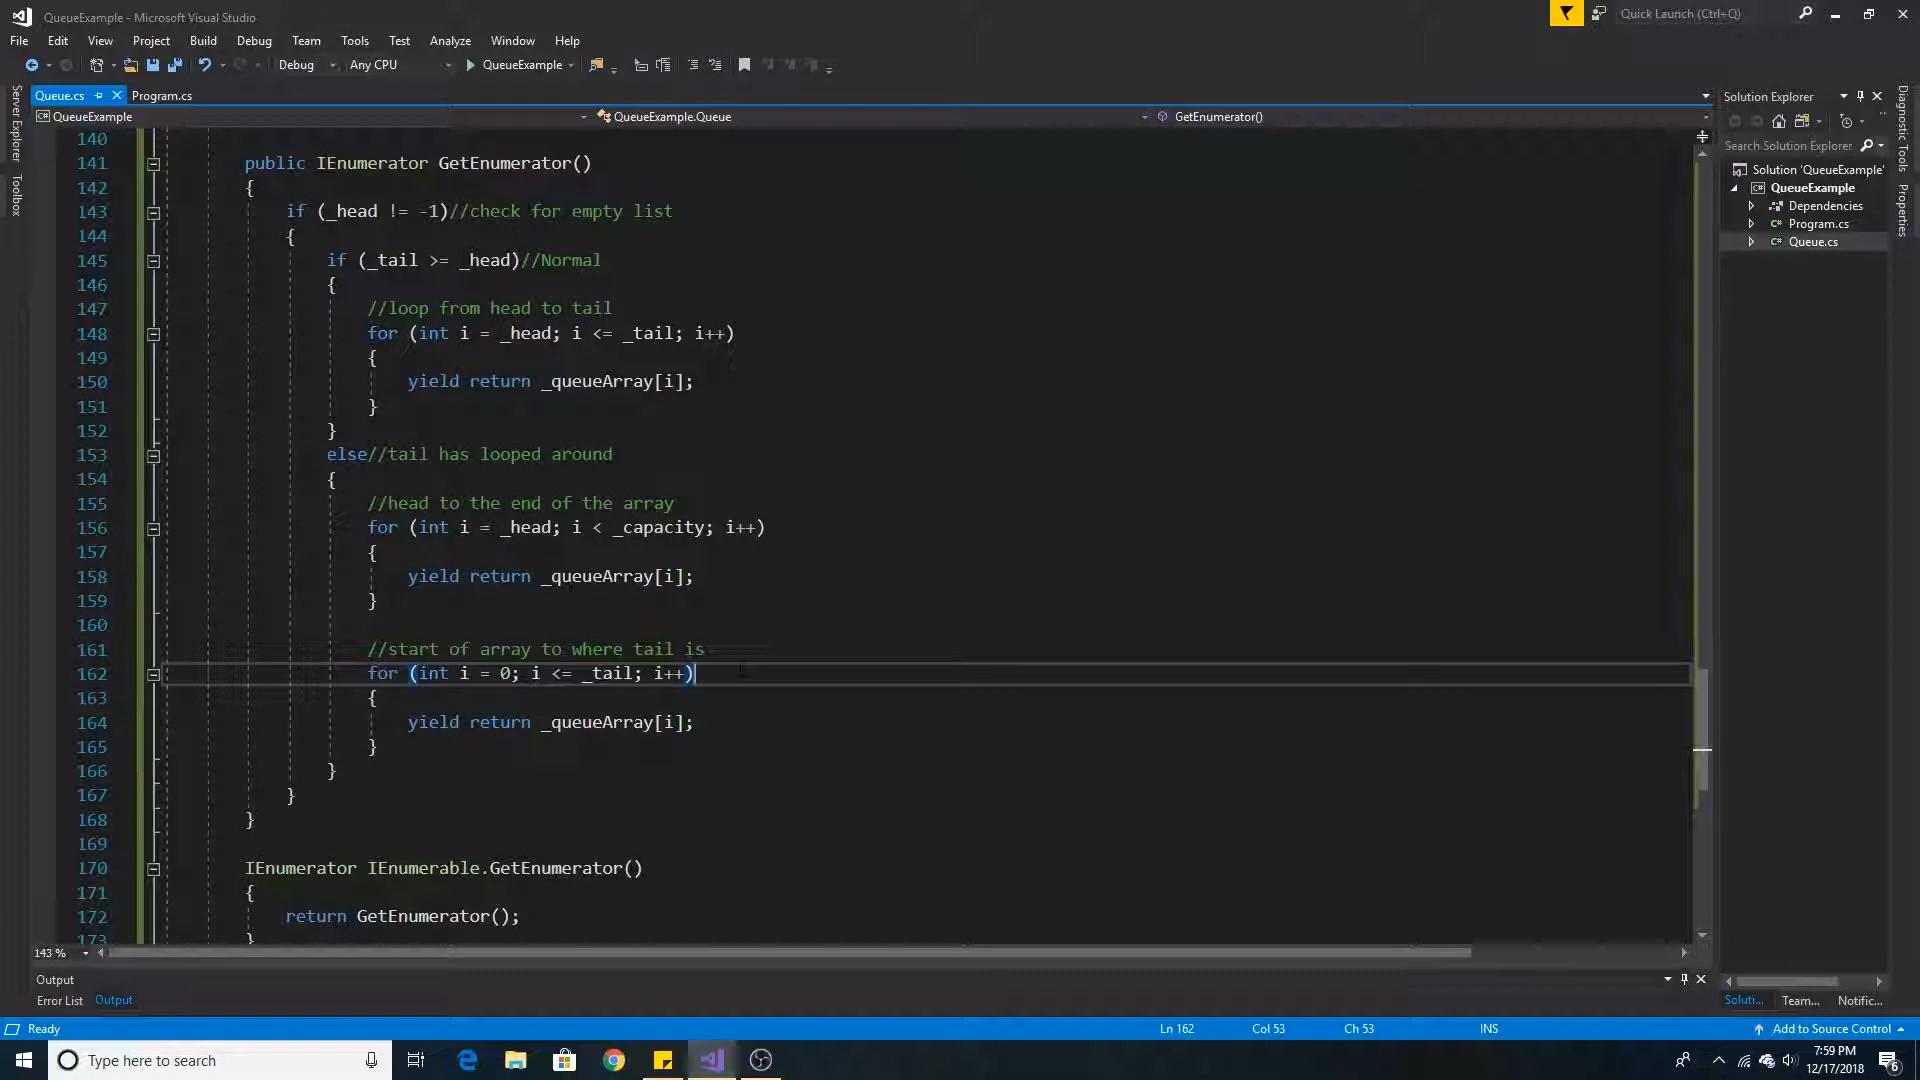 QueueExample - Microsoft Visual Studio
Quick Launch (Ctrl+Q)
File Edit View Project Build Debug Team Tools Test Analyze Window Help
Debug Any CPU QueueExample
Server Explorer
Toolbox
Queue.cs Program.cs
QueueExample QueueExample.Queue GetEnumerator()
140
141 public IEnumerator GetEnumerator()
142 {
143 if (_head != -1)//check for empty list
144 {
145 if (_tail >= _head)//Normal
146 {
147 //loop from head to tail
148 for (int i = _head; i <= _tail; i++)
149 {
150 yield return _queueArray[i];
151 }
152 }
153 else//tail has looped around
154 {
155 //head to the end of the array
156 for (int i = _head; i < _capacity; i++)
157 {
158 yield return _queueArray[i];
159 }
160
161 //start of array to where tail is
162 for (int i = 0; i <= _tail; i++)
163 {
164 yield return _queueArray[i];
165 }
166 }
167 }
168 }
169
170 IEnumerator IEnumerable.GetEnumerator()
171 {
172 return GetEnumerator();
173 }
143 %
Solution Explorer
Search Solution Explorer
Solution 'QueueExample'
QueueExample
Dependencies
Program.cs
Queue.cs
Diagnostic Tools
Properties
Soluti... Team... Notific...
Output
Error List Output
Ready Ln 162 Col 53 Ch 53 INS Add to Source Control
Type here to search
7:59 PM
12/17/2018
6